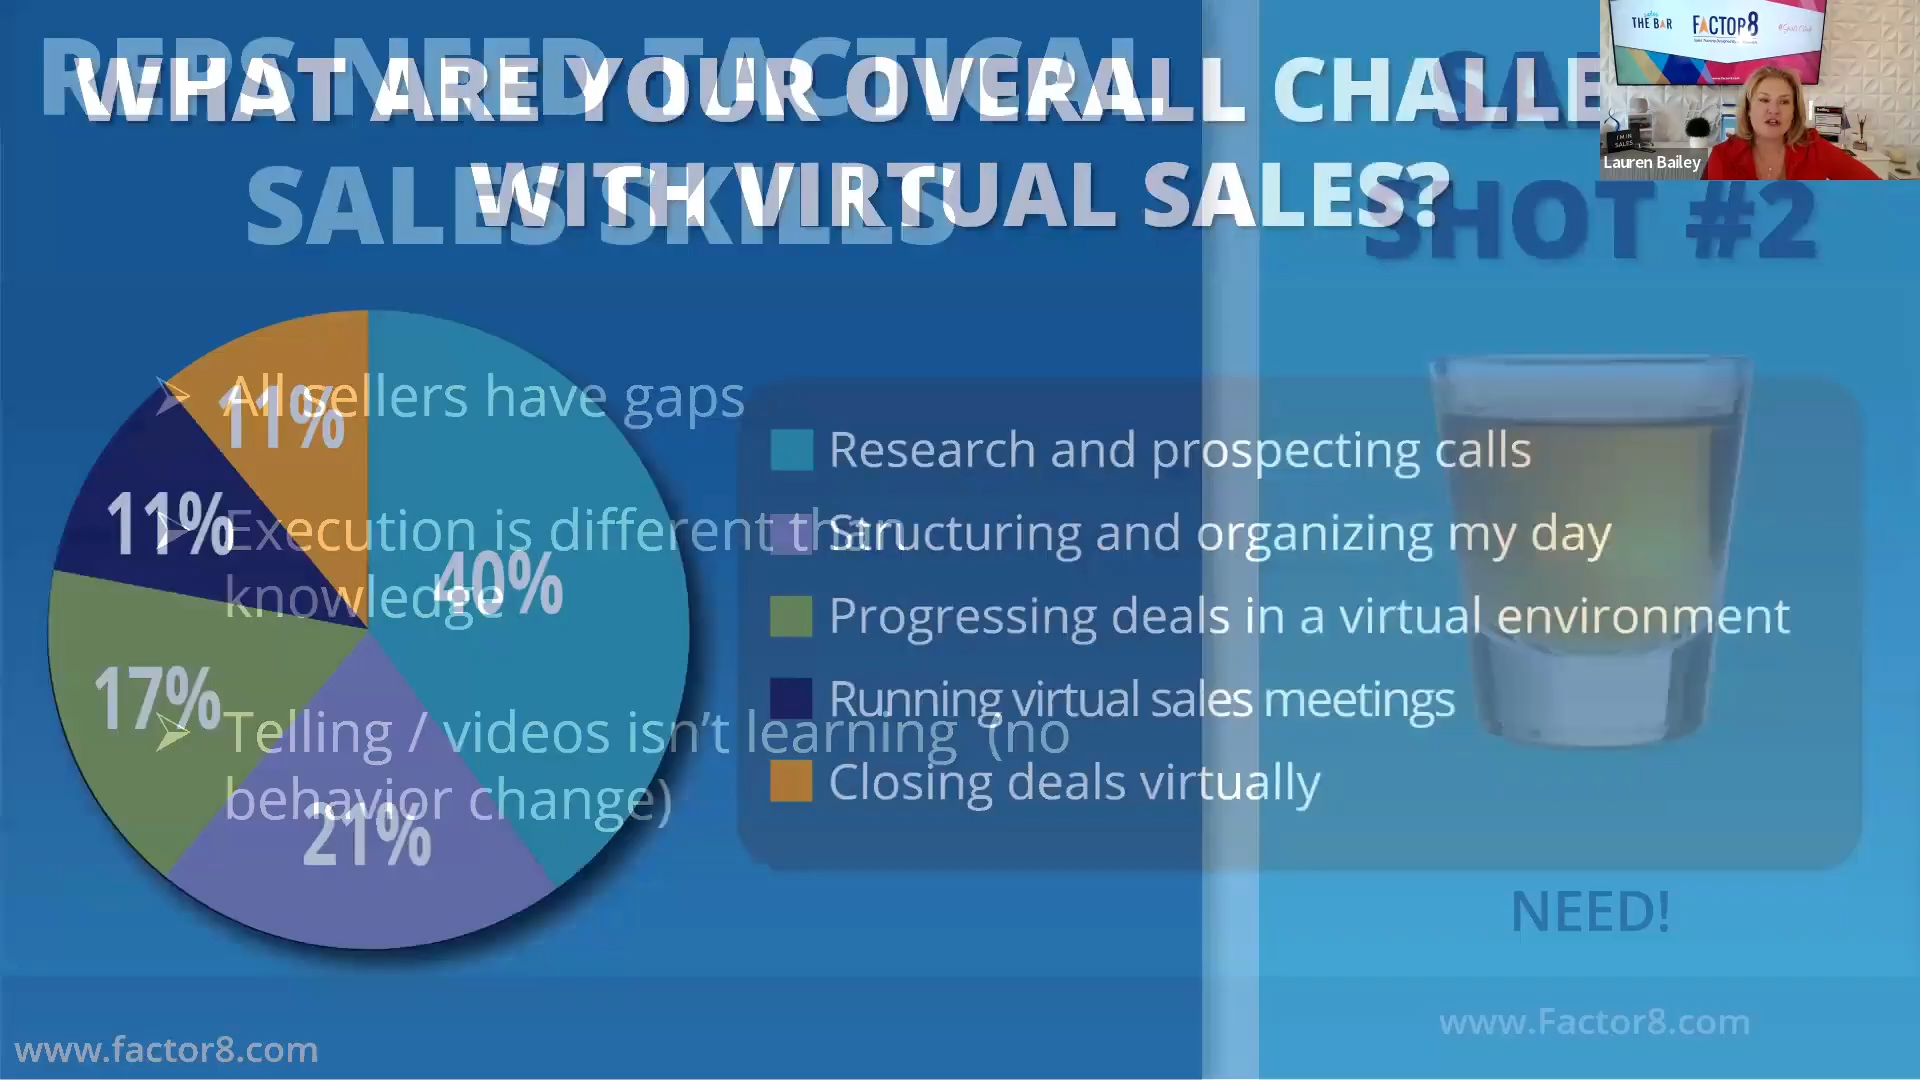 REPS NEED TACTICAL
SALES SKILLS
WHAT ARE YOUR OVERALL CHALLE
WITH VIRTUAL SALES?
SHOT #2
THE BAR
FACTOR8
I'M IN
SALES
Lauren Bailey
All sellers have gaps
Execution is different than
knowledge
Telling / videos isn't learning (no
behavior change)
11%
11%
40%
17%
21%
Research and prospecting calls
Structuring and organizing my day
Progressing deals in a virtual environment
Running virtual sales meetings
Closing deals virtually
NEED!
www.Factor8.com
www.factor8.com